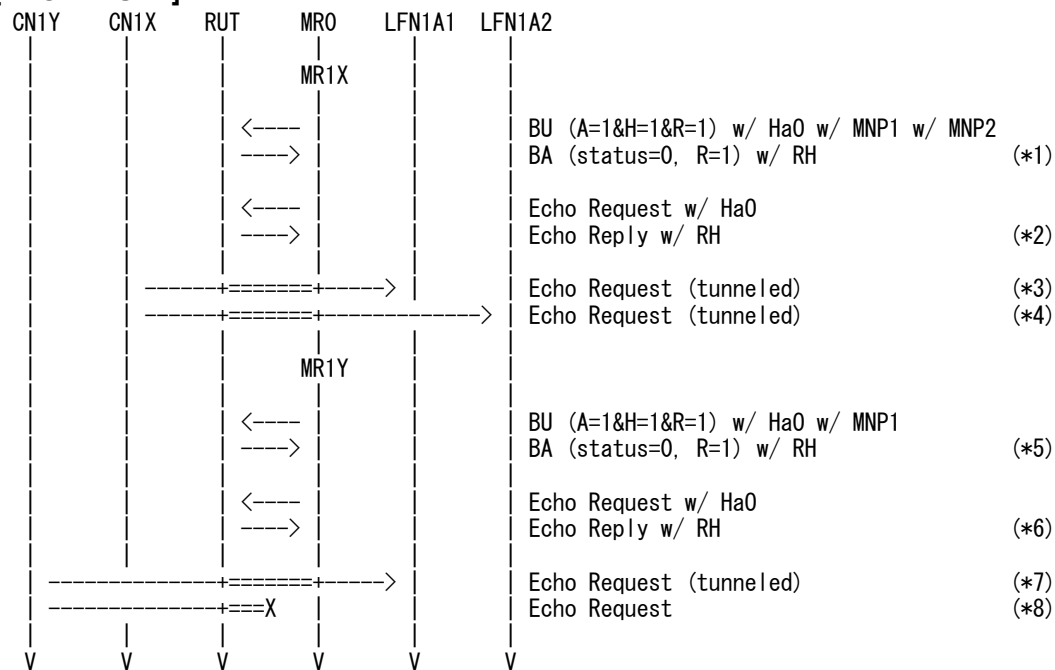 CN1Y CN1X RUT MR0 LFN1A1 LFN1A2
MR1X
<---- BU (A=1&H=1&R=1) w/ HaO w/ MNP1 w/ MNP2
----> BA (status=0, R=1) w/ RH (*1)
<---- Echo Request w/ HaO
----> Echo Reply w/ RH (*2)
------+=======+-----> Echo Request (tunneled) (*3)
------+=======+-------------> Echo Request (tunneled) (*4)
MR1Y
<---- BU (A=1&H=1&R=1) w/ HaO w/ MNP1
----> BA (status=0, R=1) w/ RH (*5)
<---- Echo Request w/ HaO
----> Echo Reply w/ RH (*6)
------------+=======+-----> Echo Request (tunneled) (*7)
------------+===X Echo Request (*8)
V V V V V V